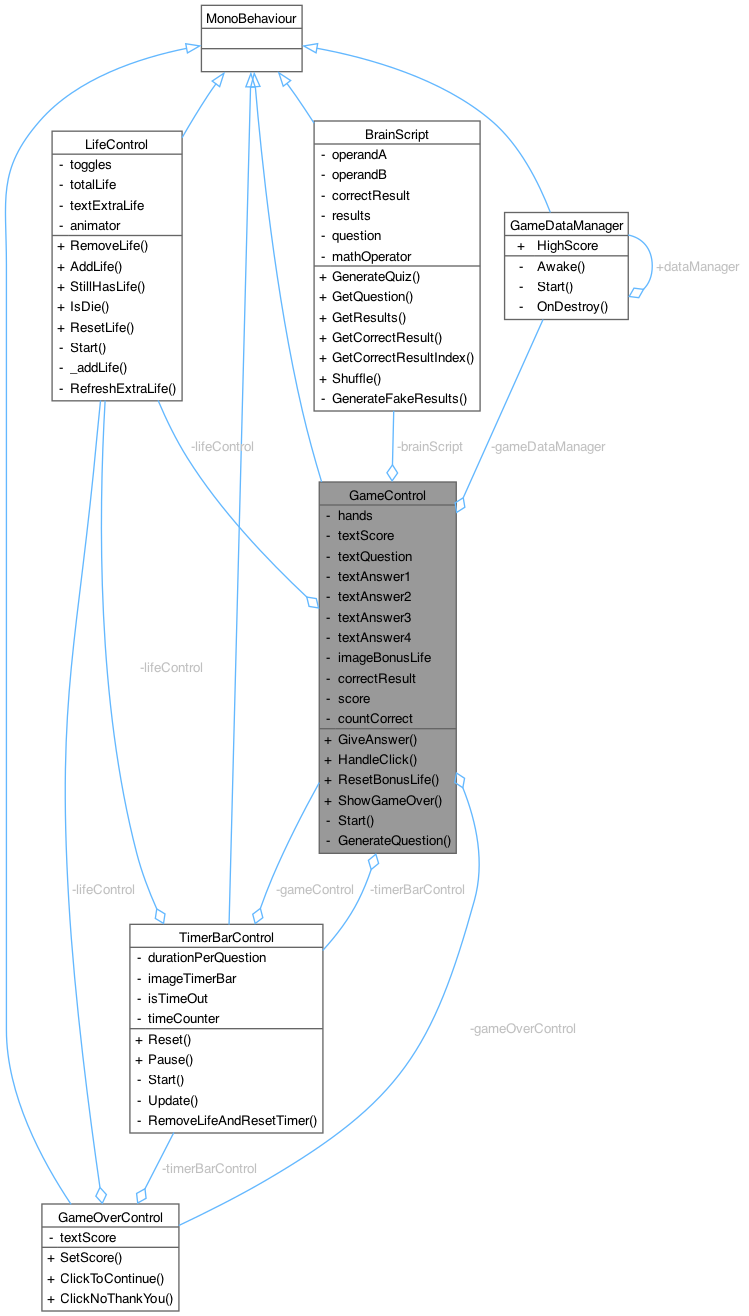 MonoBehaviour
LifeControl
- toggles
- totalLife
- textExtraLife
- animator
+ RemoveLife()
+ AddLife()
+ StillHasLife()
+ IsDie()
+ ResetLife()
- Start()
- _addLife()
- RefreshExtraLife()
BrainScript
- operandA
- operandB
- correctResult
- results
- question
- mathOperator
+ GenerateQuiz()
+ GetQuestion()
+ GetResults()
+ GetCorrectResult()
+ GetCorrectResultIndex()
+ Shuffle()
- GenerateFakeResults()
GameDataManager
+ HighScore
- Awake()
- Start()
- OnDestroy()
+dataManager
-lifeControl
-brainScript
-gameDataManager
GameControl
- hands
- textScore
- textQuestion
- textAnswer1
- textAnswer2
- textAnswer3
- textAnswer4
- imageBonusLife
- correctResult
- score
- countCorrect
+ GiveAnswer()
+ HandleClick()
+ ResetBonusLife()
+ ShowGameOver()
- Start()
- GenerateQuestion()
-lifeControl
-lifeControl
-gameControl
-timerBarControl
TimerBarControl
- durationPerQuestion
- imageTimerBar
- isTimeOut
- timeCounter
+ Reset()
+ Pause()
- Start()
- Update()
- RemoveLifeAndResetTimer()
-gameOverControl
-timerBarControl
GameOverControl
- textScore
+ SetScore()
+ ClickToContinue()
+ ClickNoThankYou()